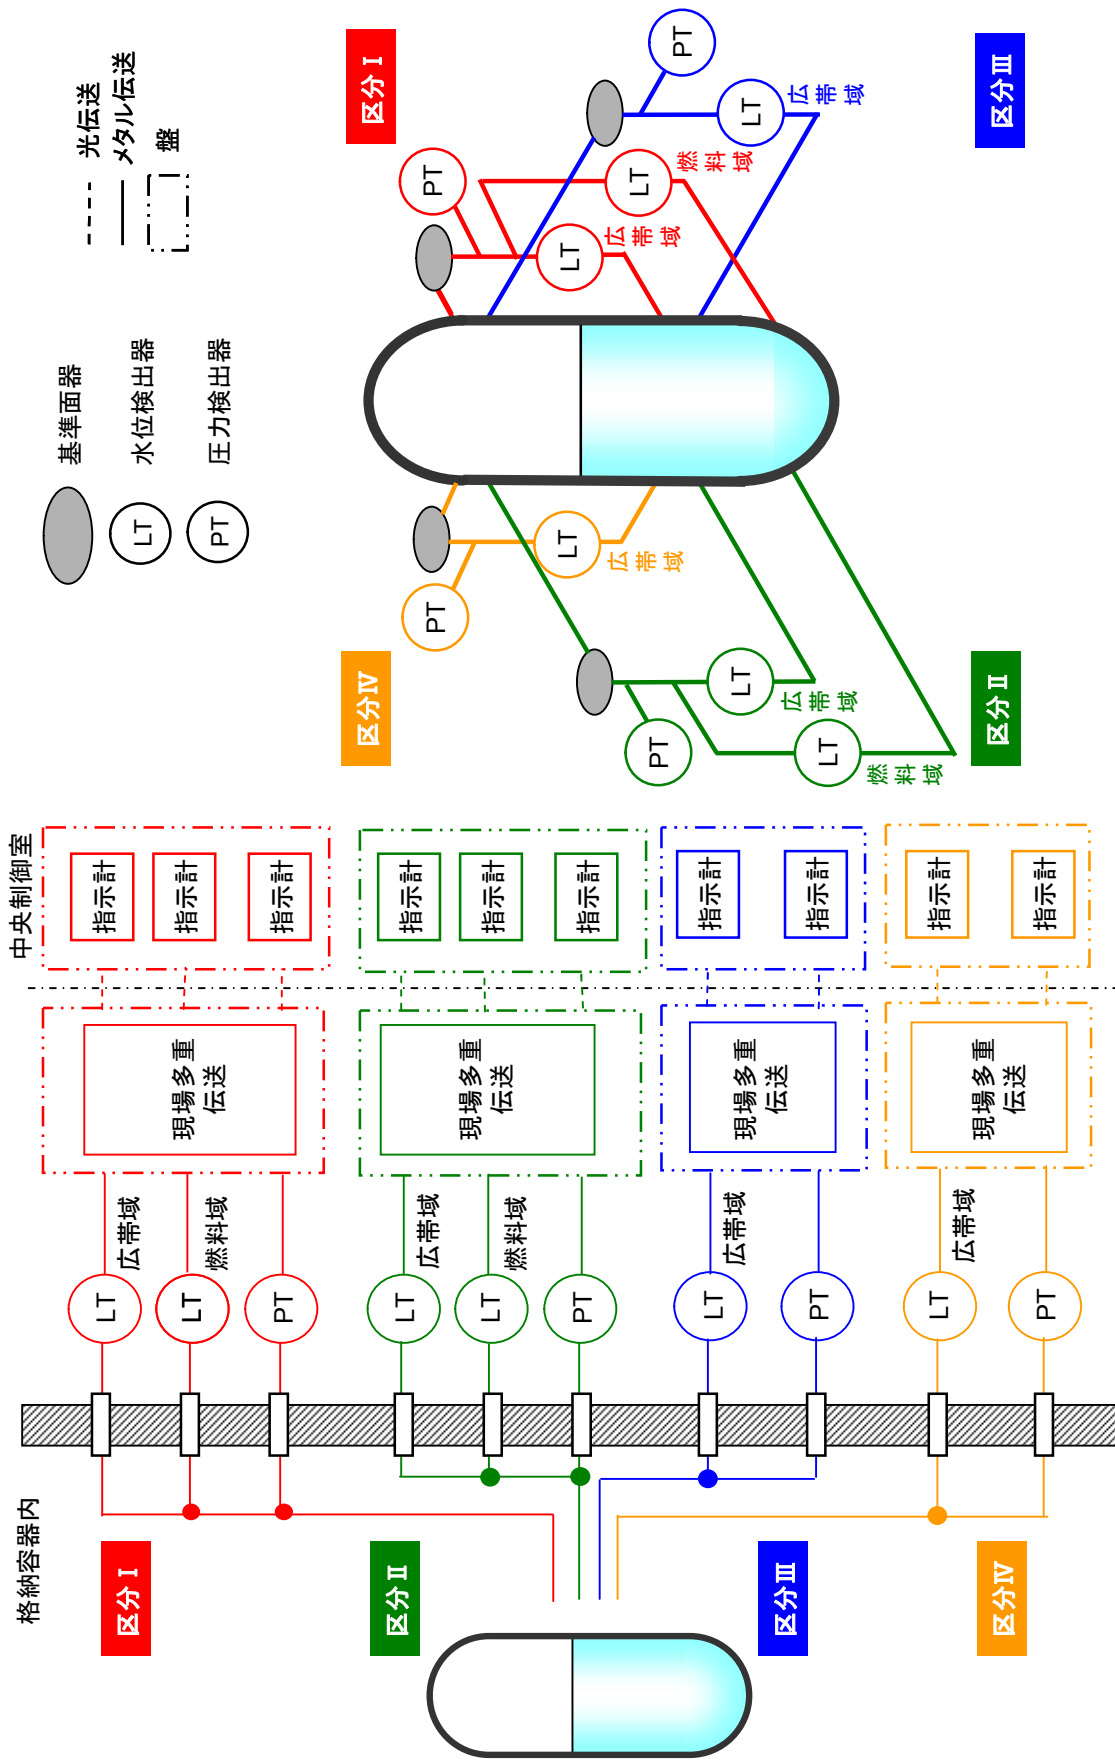 格納容器内
中央制御室
区分Ⅰ
LT
広帯域
LT
燃料域
PT
現場多重
伝送
指示計
指示計
指示計
区分Ⅱ
LT
広帯域
LT
燃料域
PT
現場多重
伝送
指示計
指示計
指示計
区分Ⅲ
LT
広帯域
PT
現場多重
伝送
指示計
指示計
区分Ⅳ
LT
広帯域
PT
現場多重
伝送
指示計
指示計
基準面器
LT
水位検出器
PT
圧力検出器
光伝送
メタル伝送
盤
区分Ⅳ
PT
LT
広帯域
区分Ⅰ
PT
LT
広帯域
LT
燃料域
区分Ⅱ
PT
LT
広帯域
LT
燃料域
区分Ⅲ
PT
LT
広帯域